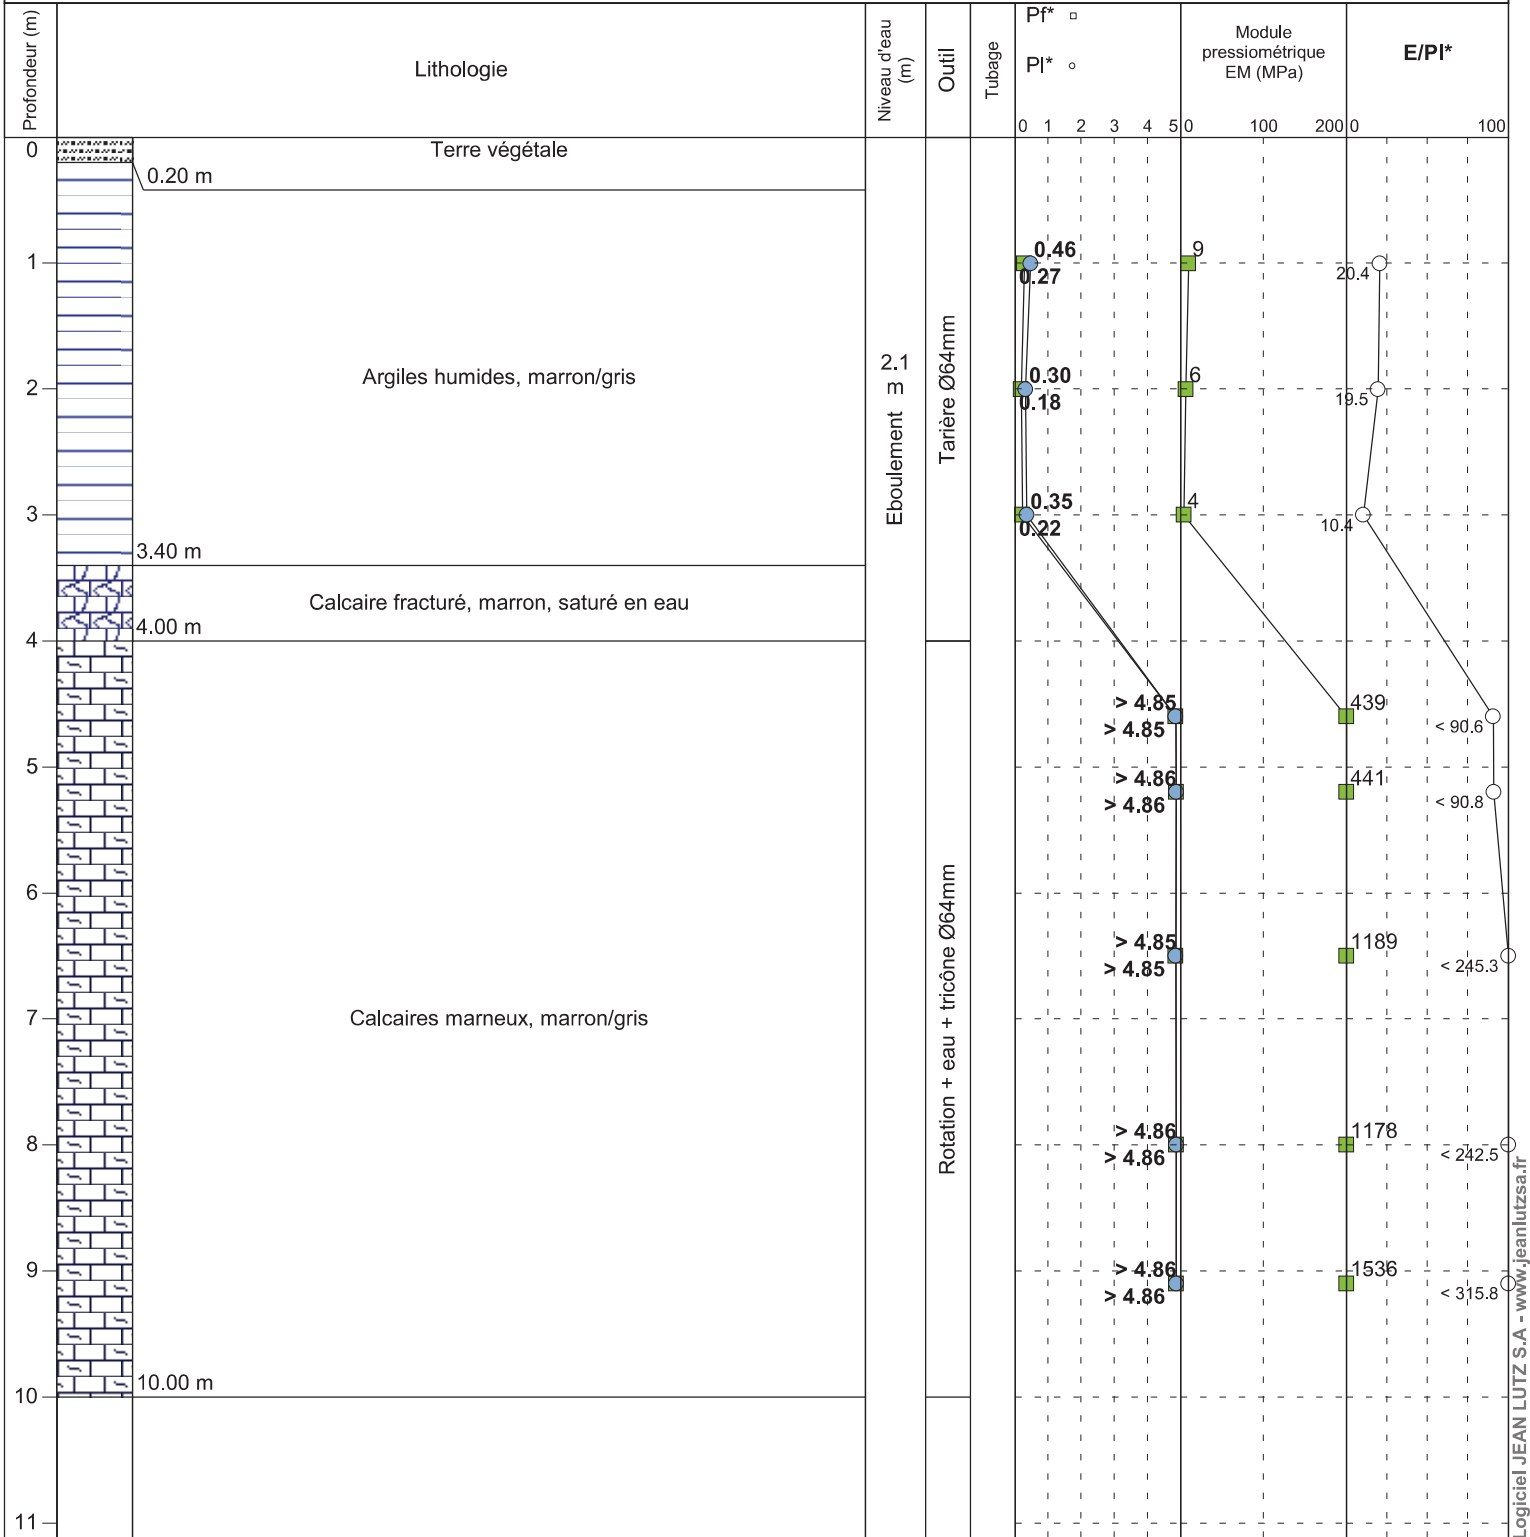 Profondeur (m)
Lithologie
Niveau d'eau
(m)
Outil
Tubage
Pf*
Pl*
0 1 2 3 4 5
Module
pressiométrique
EM (MPa)
0 100 200
E/Pl*
0 100
0
Terre végétale
0.20 m
1
0.46
0.27
9
20.4
Argiles humides, marron/gris
2.1
m
Eboulement
Tarière Ø64mm
2
0.30
0.18
6
19.5
3
0.35
0.22
4
10.4
3.40 m
Calcaire fracturé, marron, saturé en eau
4.00 m
4
> 4.85
> 4.85
439
< 90.6
5
> 4.86
> 4.86
441
< 90.8
6
> 4.85
> 4.85
1189
< 245.3
Rotation + eau + tricône Ø64mm
7
Calcaires marneux, marron/gris
8
> 4.86
> 4.86
1178
< 242.5
9
> 4.86
> 4.86
1536
< 315.8
10.00 m
10
11
Logiciel JEAN LUTZ S.A - www.jeanlutzsa.fr